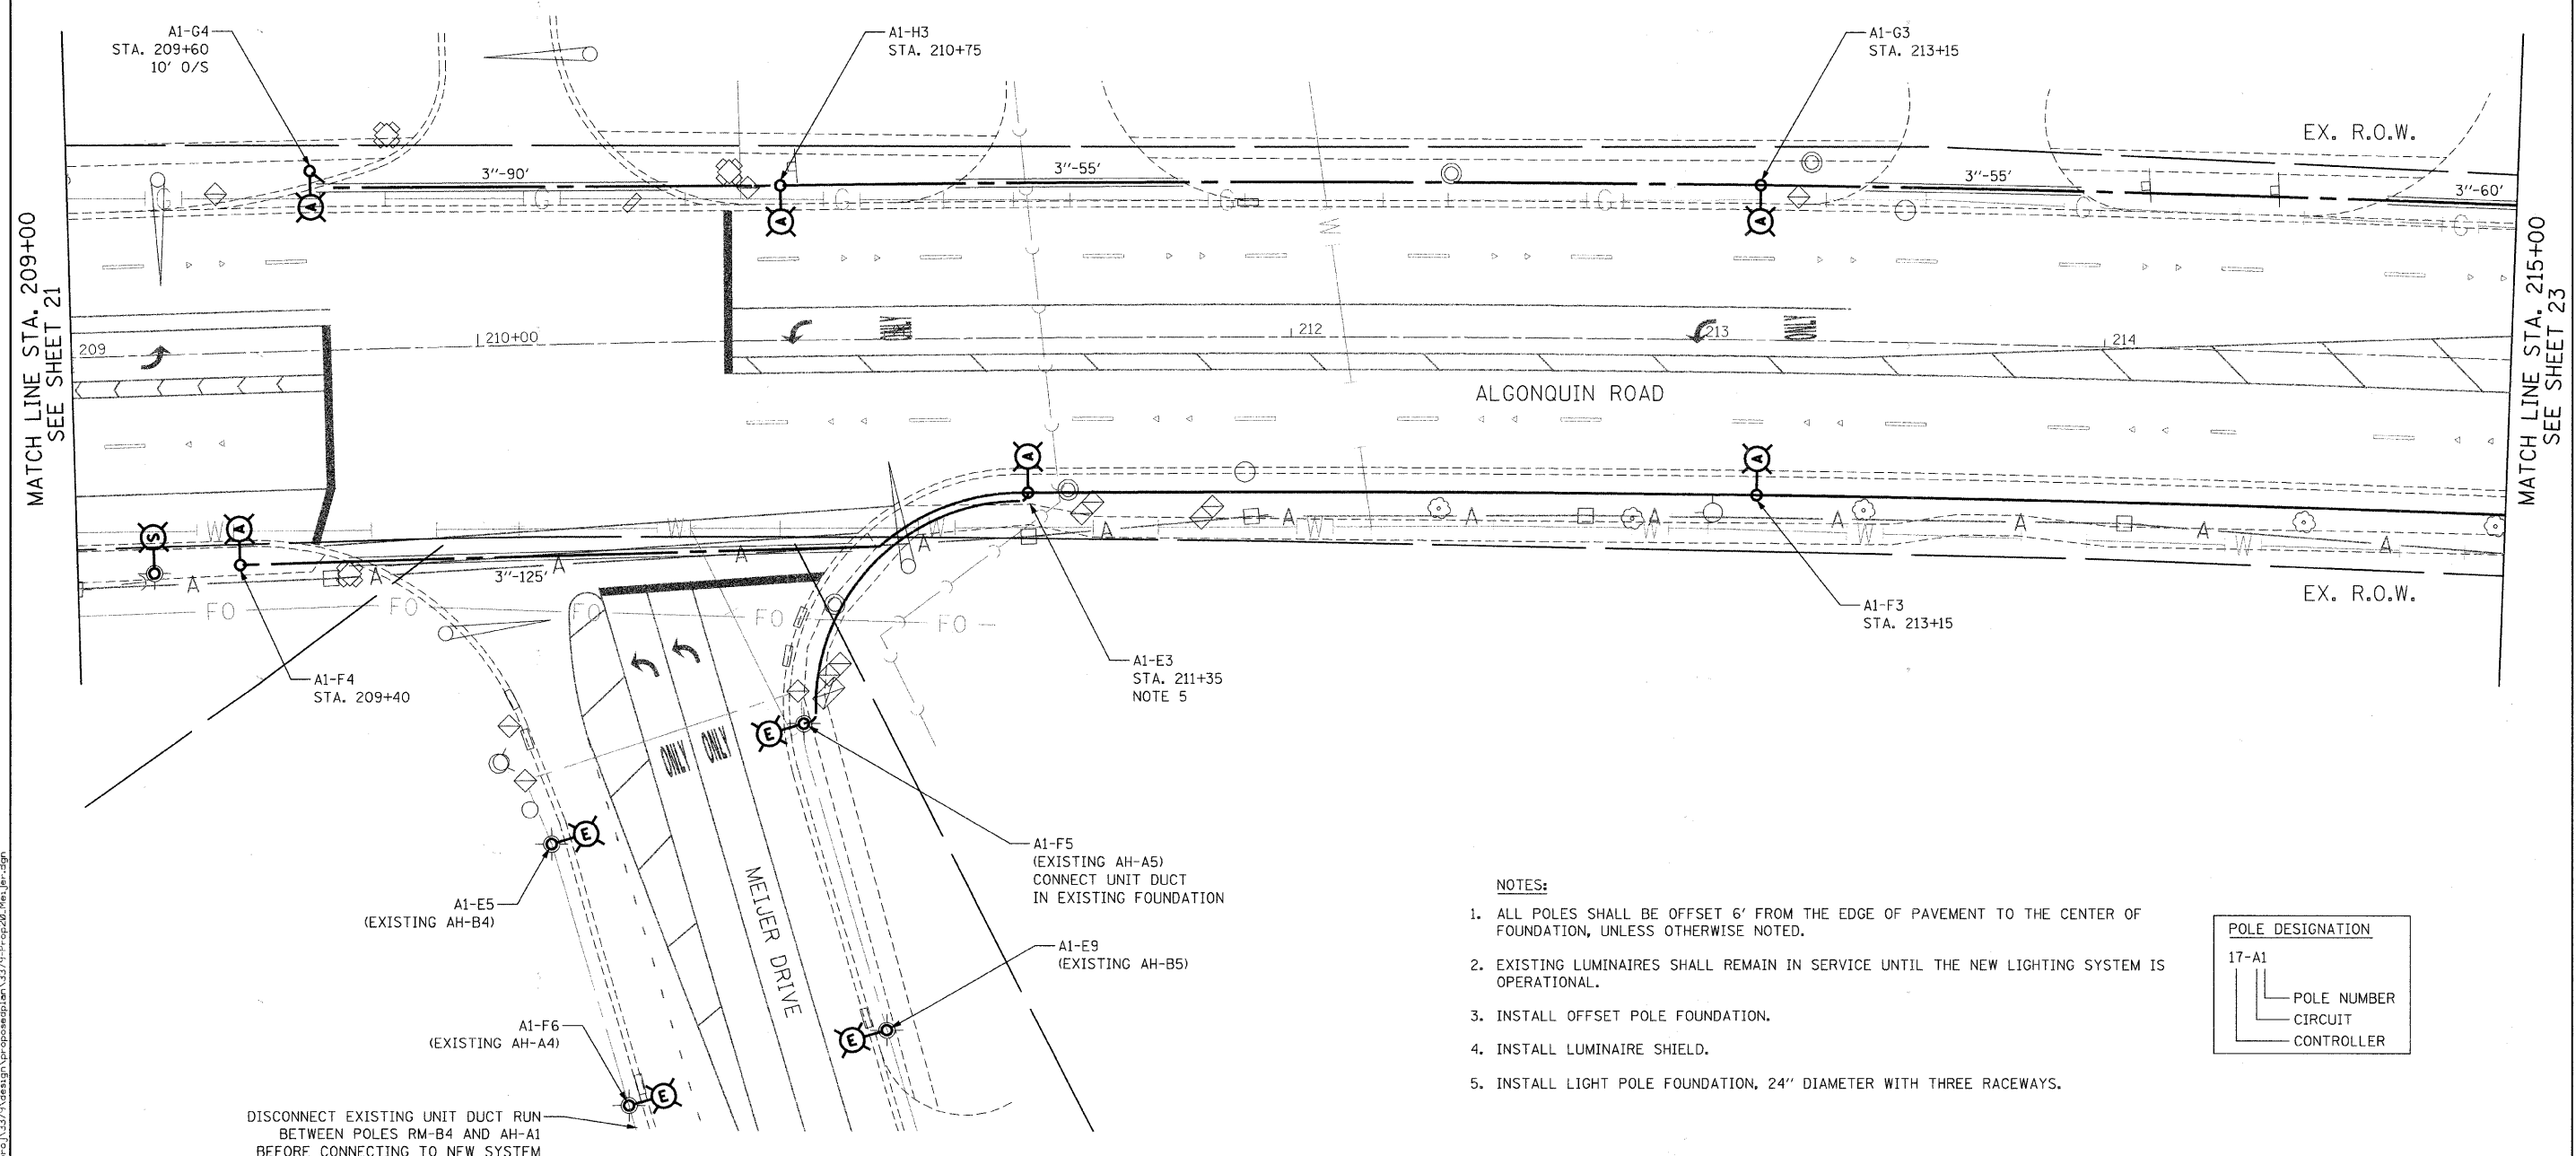 A1-G4
STA. 209+60
10' O/S
A1-H3
STA. 210+75
A1-G3
STA. 213+15
EX. R.O.W.
3"-90'
3"-55'
3"-55'
3"-60'
G
G
G
G
G
G
G
MATCH LINE STA. 209+00
SEE SHEET 21
MATCH LINE STA. 215+00
SEE SHEET 23
209
210+00
212
213
214
ALGONQUIN ROAD
A
A
A
A
A
A
S
W
W
W
W
W
W
W
W
A
A
A
A
A
A
A
A
A
A
A
A
A
3"-125'
FO
FO
FO
FO
FO
EX. R.O.W.
A1-F4
STA. 209+40
A1-E3
STA. 211+35
NOTE 5
A1-F3
STA. 213+15
ONLY
ONLY
E
E
E
E
MEIJER DRIVE
A1-F5
(EXISTING AH-A5)
CONNECT UNIT DUCT
IN EXISTING FOUNDATION
A1-E5
(EXISTING AH-B4)
A1-E9
(EXISTING AH-B5)
A1-F6
(EXISTING AH-A4)
DISCONNECT EXISTING UNIT DUCT RUN
BETWEEN POLES RM-B4 AND AH-A1
BEFORE CONNECTING TO NEW SYSTEM
NOTES:
1. ALL POLES SHALL BE OFFSET 6' FROM THE EDGE OF PAVEMENT TO THE CENTER OF
FOUNDATION, UNLESS OTHERWISE NOTED.
2. EXISTING LUMINAIRES SHALL REMAIN IN SERVICE UNTIL THE NEW LIGHTING SYSTEM IS
OPERATIONAL.
3. INSTALL OFFSET POLE FOUNDATION.
4. INSTALL LUMINAIRE SHIELD.
5. INSTALL LIGHT POLE FOUNDATION, 24" DIAMETER WITH THREE RACEWAYS.
POLE DESIGNATION
17-A1
POLE NUMBER
CIRCUIT
CONTROLLER